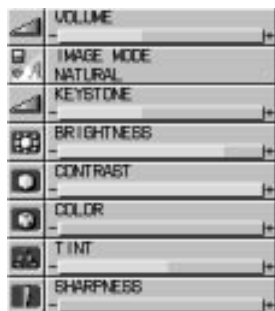 VOLUME
- +
IMAGE MODE
NATURAL
KEYSTONE
- +
BRIGHTNESS
- +
CONTRAST
- +
COLOR
- +
TINT
- +
SHARPNESS
- +